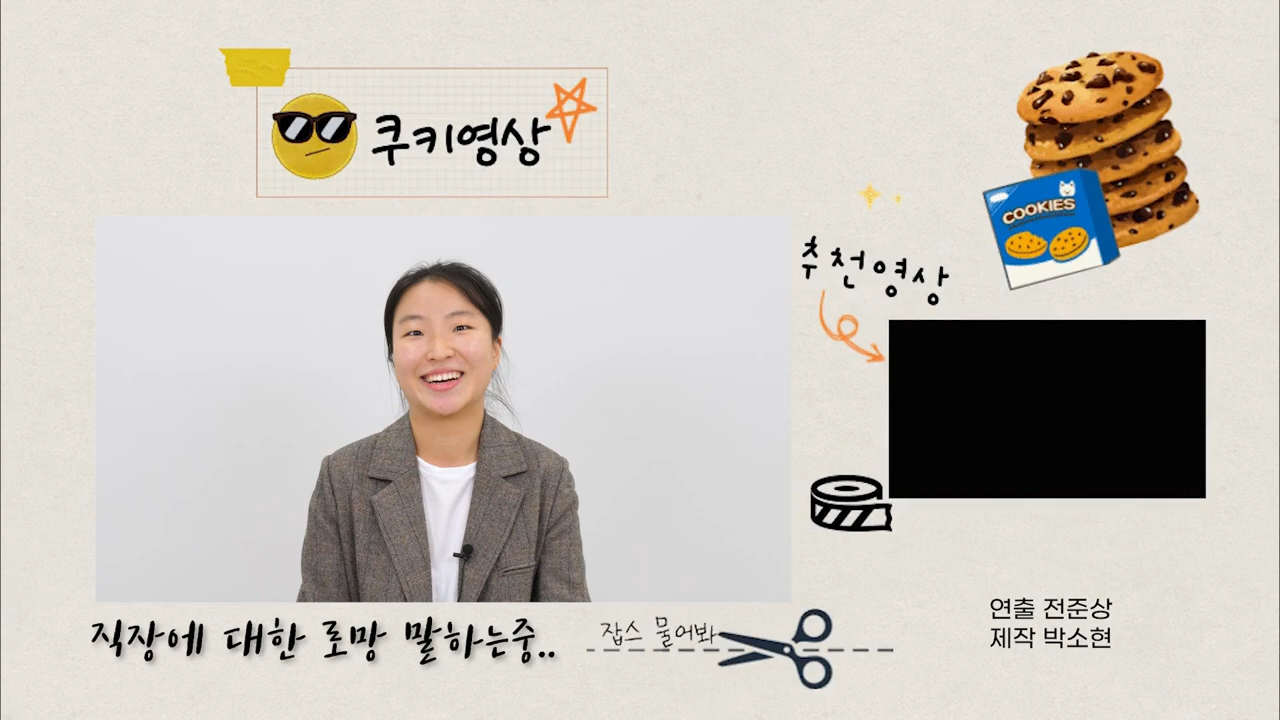 쿠키영상
COOKIES
추천영상
직장에 대한 로망 말하는중..
잡스 물어봐
연출 전준상
제작 박소현